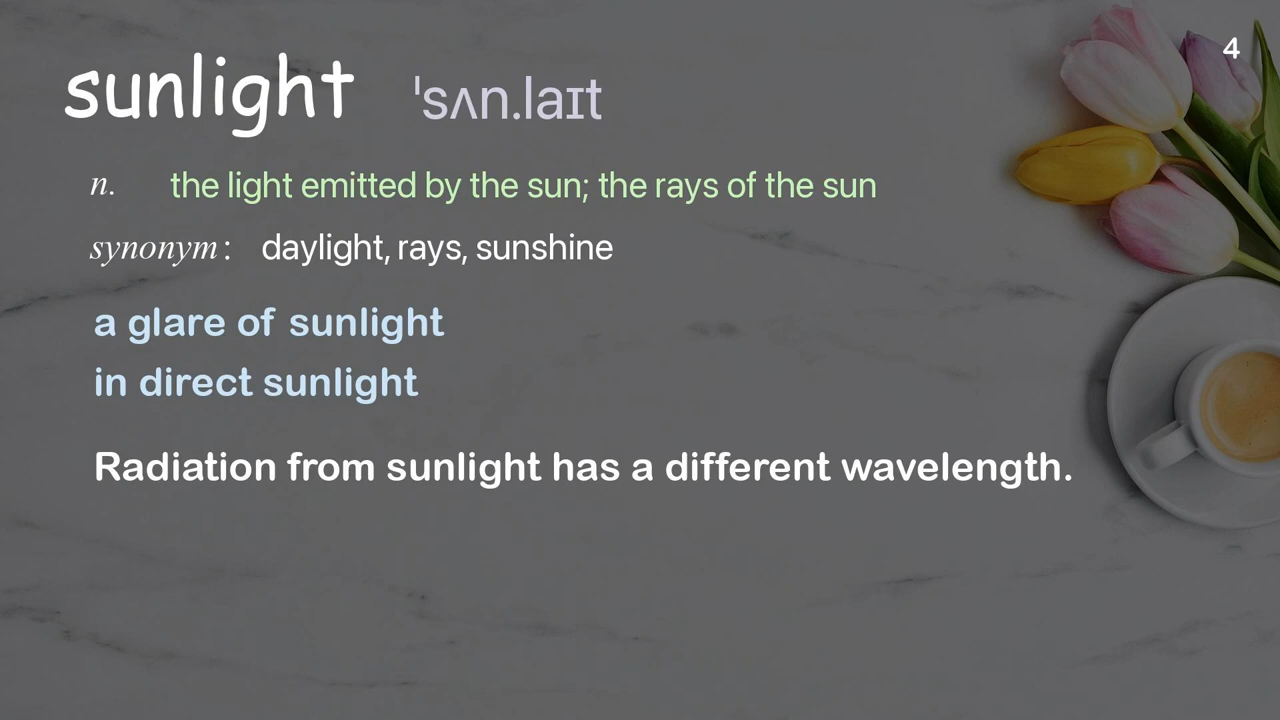 4
sunlight ˈsʌn.laɪt
n. the light emitted by the sun; the rays of the sun
synonym: daylight, rays, sunshine
a glare of sunlight
in direct sunlight
Radiation from sunlight has a different wavelength.